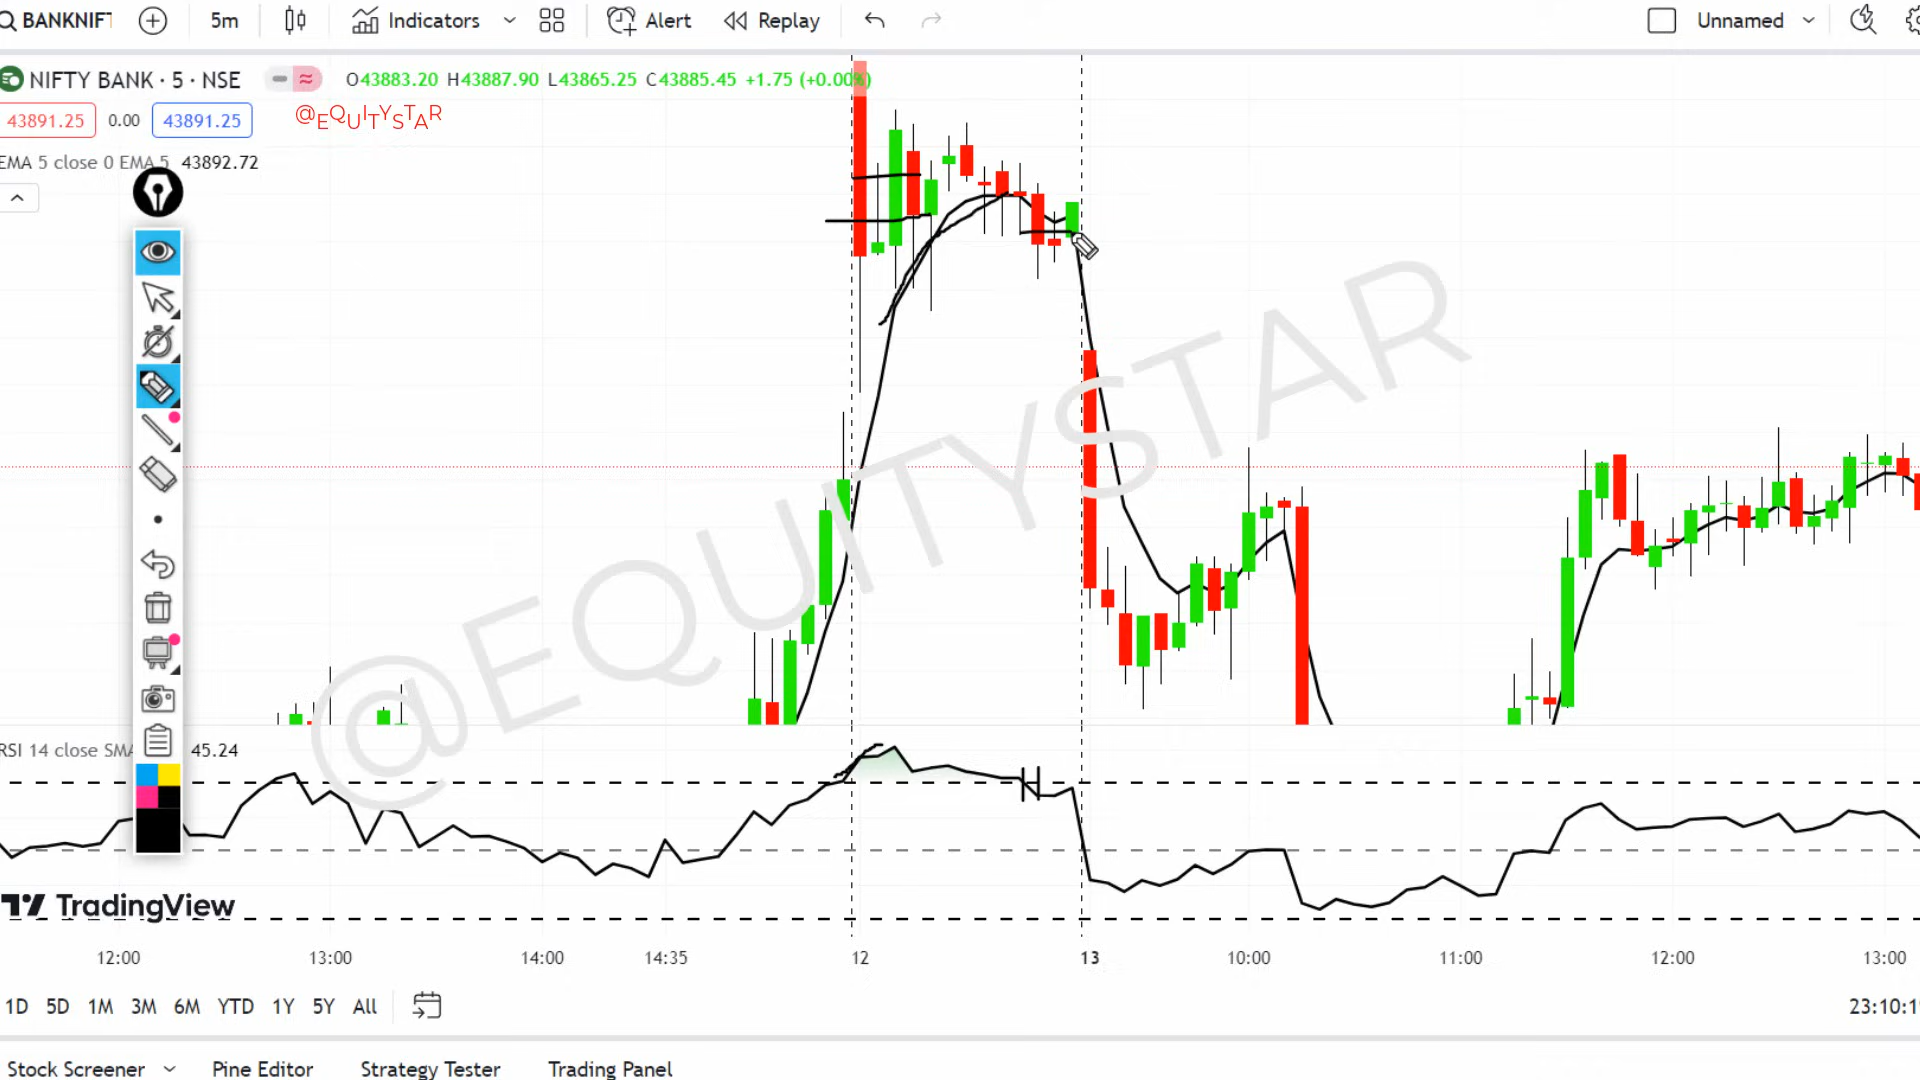 BANKNIFT 5m Indicators Alert Replay Unnamed
NIFTY BANK · 5 · NSE O43883.20 H43887.90 L43865.25 C43885.45 +1.75 (+0.00%)
43891.25 0.00 43891.25 @EQUITYSTAR
EMA 5 close 0 EMA 5 43892.72
@EQUITYSTAR
RSI 14 close SMA 45.24
TradingView
12:00 13:00 14:00 14:35 12 13 10:00 11:00 12:00 13:00
1D 5D 1M 3M 6M YTD 1Y 5Y All 23:10:1
Stock Screener Pine Editor Strategy Tester Trading Panel